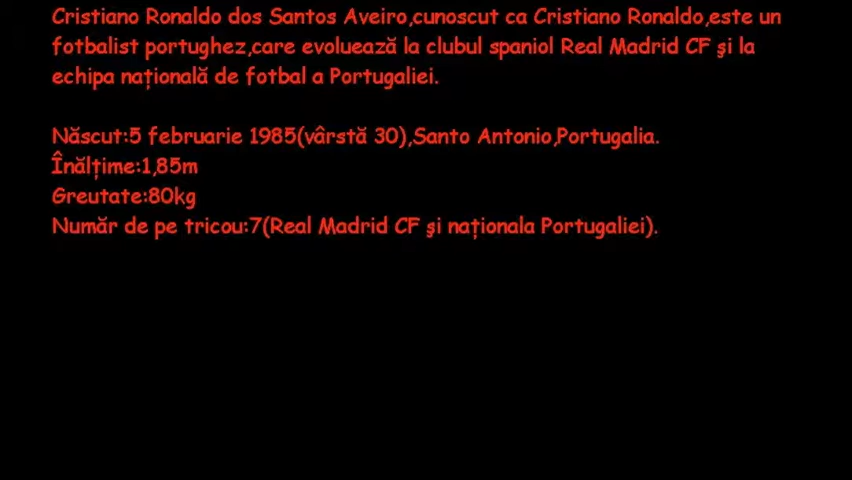 Cristiano Ronaldo dos Santos Aveiro,cunoscut ca Cristiano Ronaldo,este un
fotbalist portughez,care evoluează la clubul spaniol Real Madrid CF şi la
echipa națională de fotbal a Portugaliei.
Născut:5 februarie 1985(vârstă 30),Santo Antonio,Portugalia.
Înălțime:1,85m
Greutate:80kg
Număr de pe tricou:7(Real Madrid CF şi naționala Portugaliei).